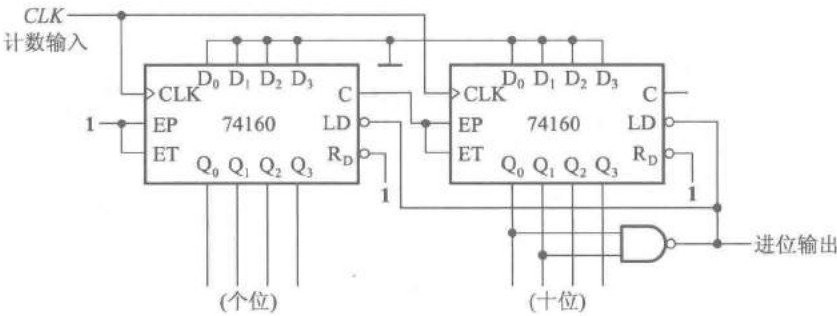 CLK
计数输入
D₀ D₁ D₂ D₃
CLK
C
1
EP
74160
LD
ET
R_D
Q₀ Q₁ Q₂ Q₃
1
(个位)
D₀ D₁ D₂ D₃
CLK
C
EP
74160
LD
ET
R_D
Q₀ Q₁ Q₂ Q₃
1
进位输出
(十位)